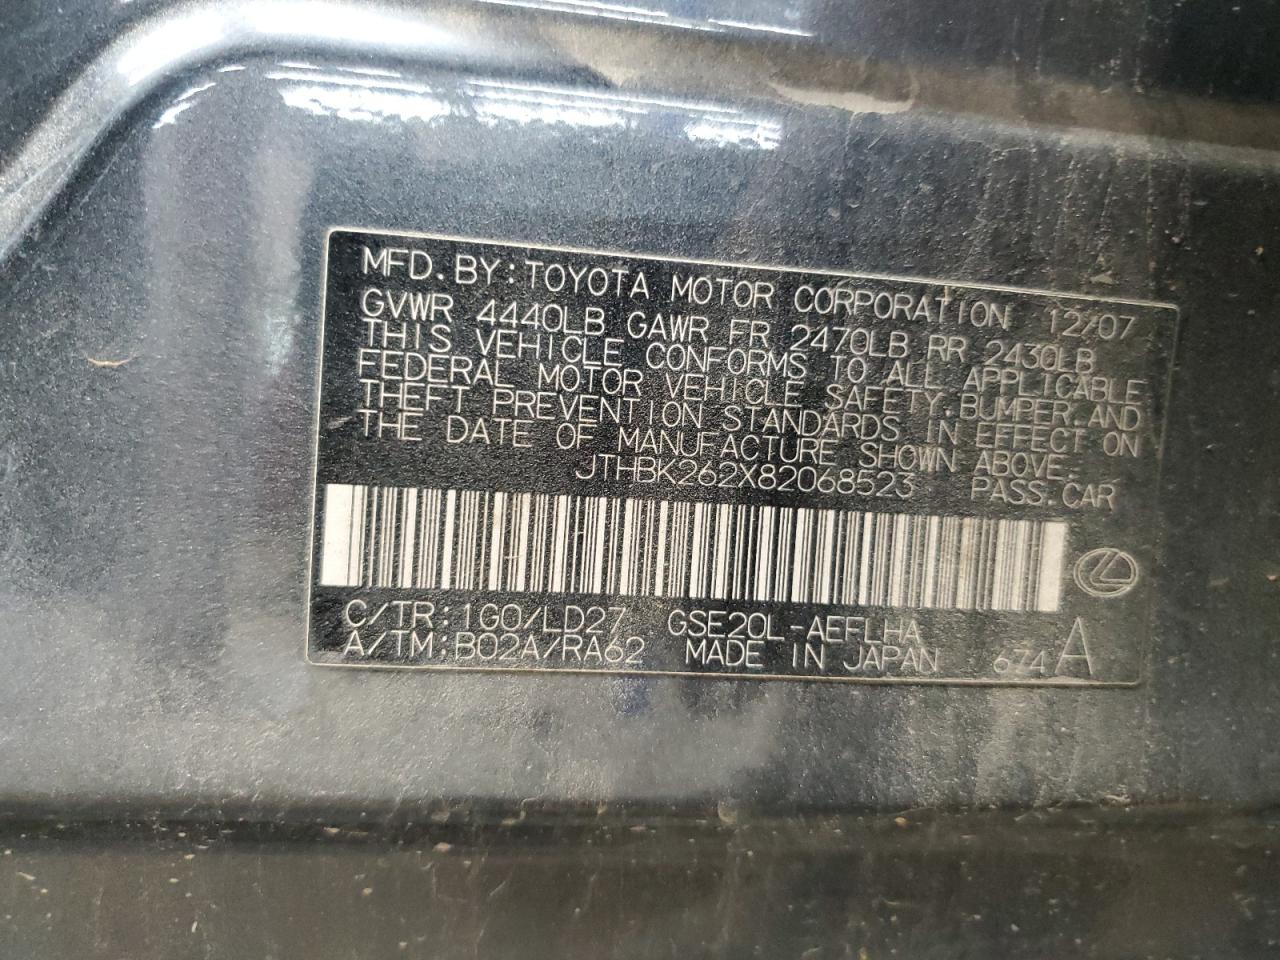 MFD. BY: TOYOTA MOTOR CORPORATION 12/07
GVWR 4440LB GAWR FR 2470LB RR 2430LB
THIS VEHICLE CONFORMS TO ALL APPLICABLE
FEDERAL MOTOR VEHICLE SAFETY, BUMPER, AND
THEFT PREVENTION STANDARDS IN EFFECT ON
THE DATE OF MANUFACTURE SHOWN ABOVE.
JTHBK262X82068523 PASS. CAR
C/TR: 1G0/LD27 GSE20L-AEFLHA
A/TM: B02A/RA62 MADE IN JAPAN 674 A